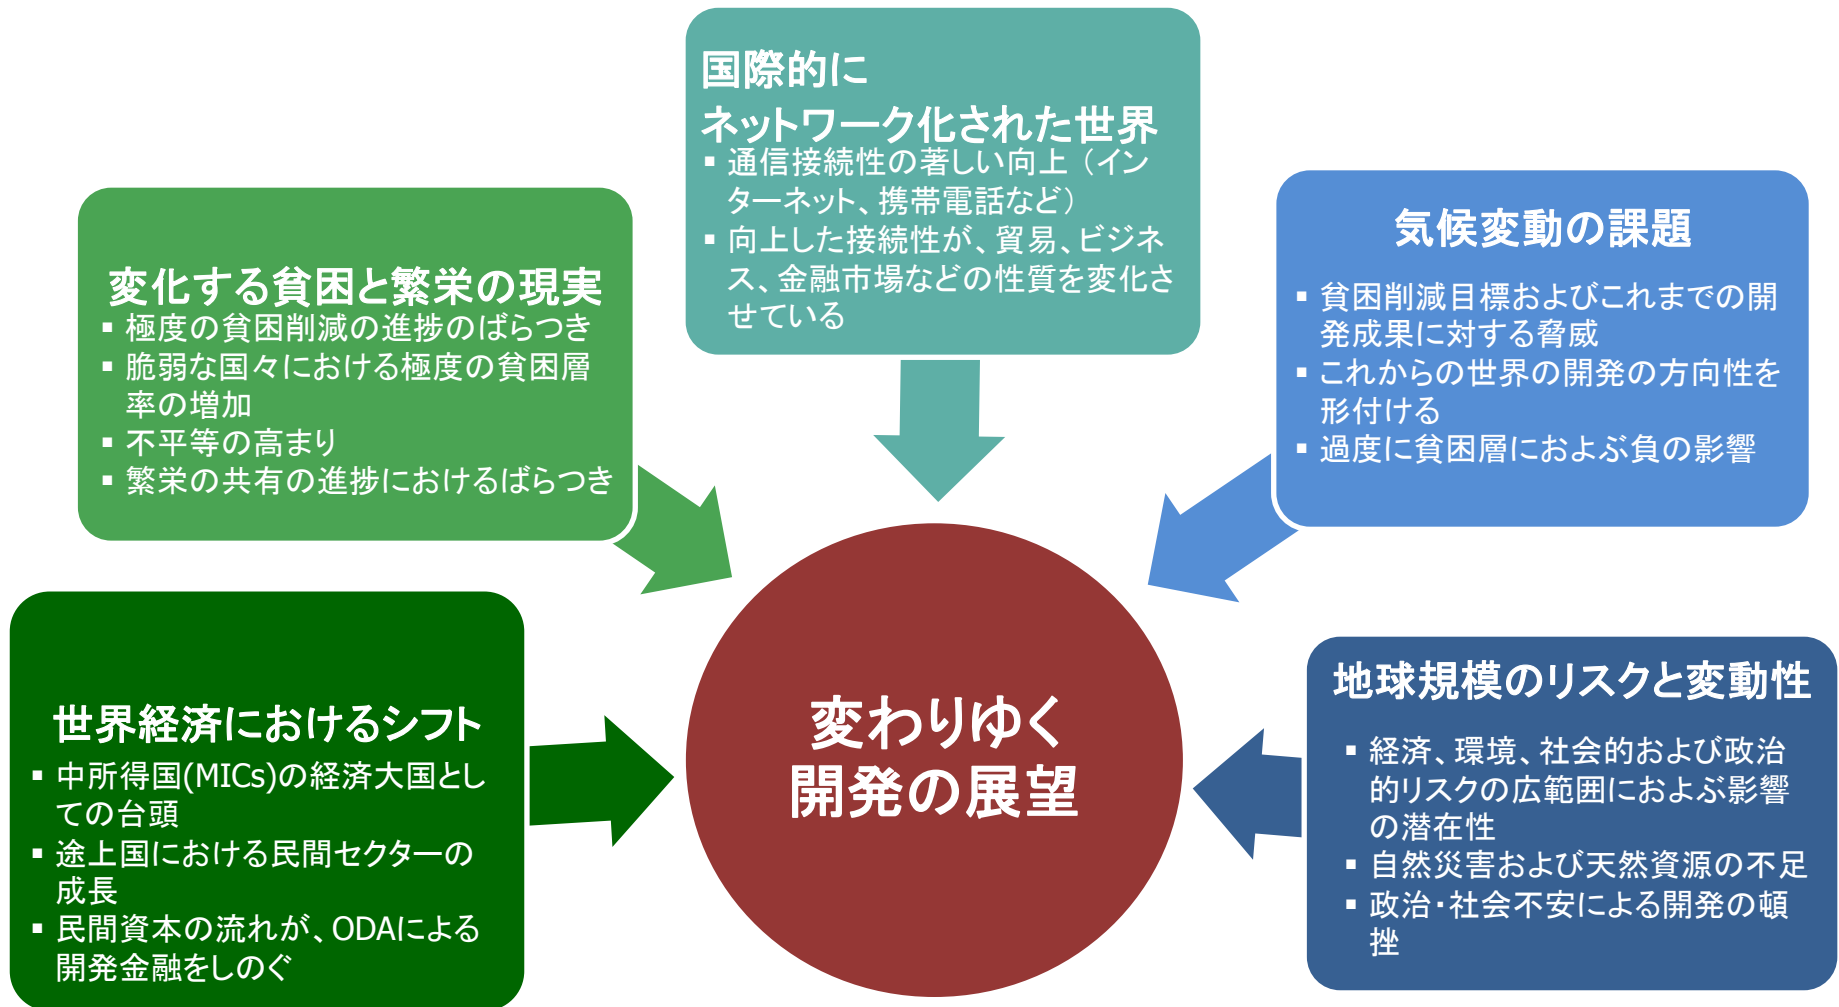 国際的に
ネットワーク化された世界
▪ 通信接続性の著しい向上（イン
ターネット、携帯電話など）
▪ 向上した接続性が、貿易、ビジネ
ス、金融市場などの性質を変化さ
せている
変化する貧困と繁栄の現実
▪ 極度の貧困削減の進捗のばらつき
▪ 脆弱な国々における極度の貧困層
率の増加
▪ 不平等の高まり
▪ 繁栄の共有の進捗におけるばらつき
気候変動の課題
▪ 貧困削減目標およびこれまでの開
発成果に対する脅威
▪ これからの世界の開発の方向性を
形付ける
▪ 過度に貧困層におよぶ負の影響
世界経済におけるシフト
▪ 中所得国(MICs)の経済大国とし
ての台頭
▪ 途上国における民間セクターの
成長
▪ 民間資本の流れが、ODAによる
開発金融をしのぐ
変わりゆく
開発の展望
地球規模のリスクと変動性
▪ 経済、環境、社会的および政治
的リスクの広範囲におよぶ影響
の潜在性
▪ 自然災害および天然資源の不足
▪ 政治・社会不安による開発の頓
挫